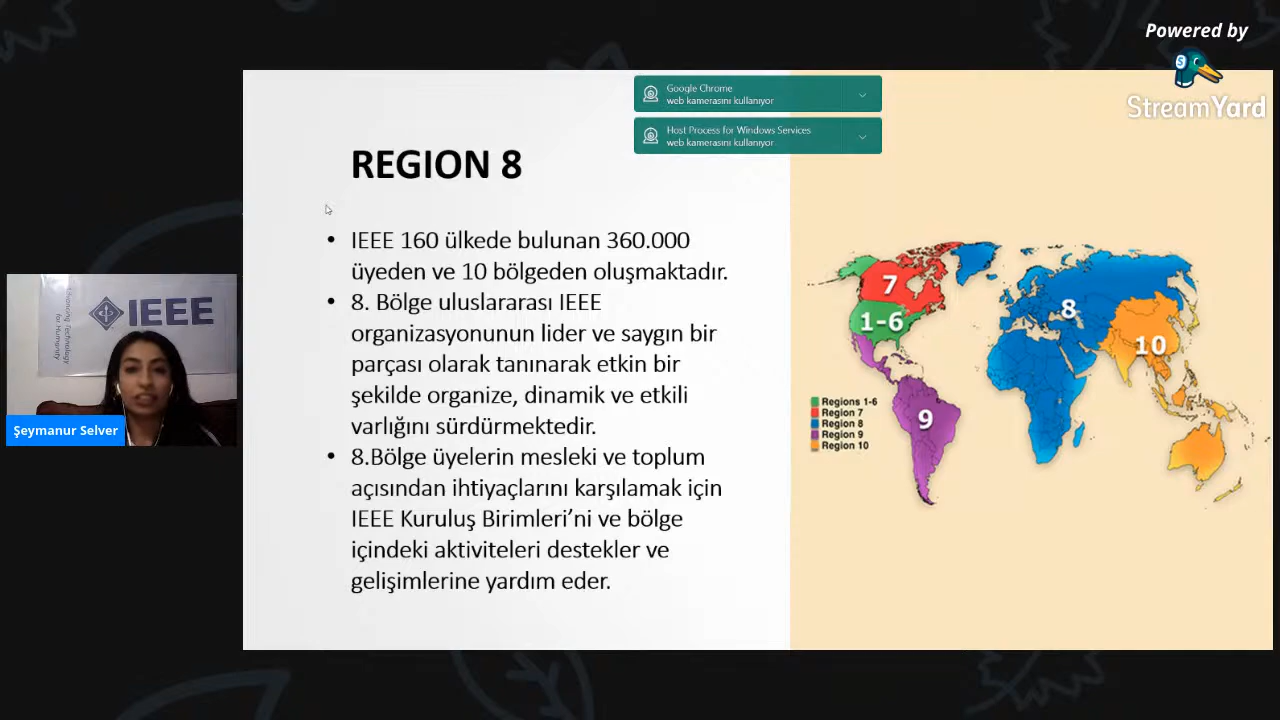 Powered by
StreamYard
Google Chrome
web kamerasını kullanıyor
Host Process for Windows Services
web kamerasını kullanıyor
REGION 8
• IEEE 160 ülkede bulunan 360.000
üyeden ve 10 bölgeden oluşmaktadır.
• 8. Bölge uluslararası IEEE
organizasyonunun lider ve saygın bir
parçası olarak tanınarak etkin bir
şekilde organize, dinamik ve etkili
varlığını sürdürmektedir.
• 8.Bölge üyelerin mesleki ve toplum
açısından ihtiyaçlarını karşılamak için
IEEE Kuruluş Birimleri’ni ve bölge
içindeki aktiviteleri destekler ve
gelişimlerine yardım eder.
7
1-6
8
10
9
Regions 1-6
Region 7
Region 8
Region 9
Region 10
IEEE
Advancing Technology
for Humanity
Şeymanur Selver